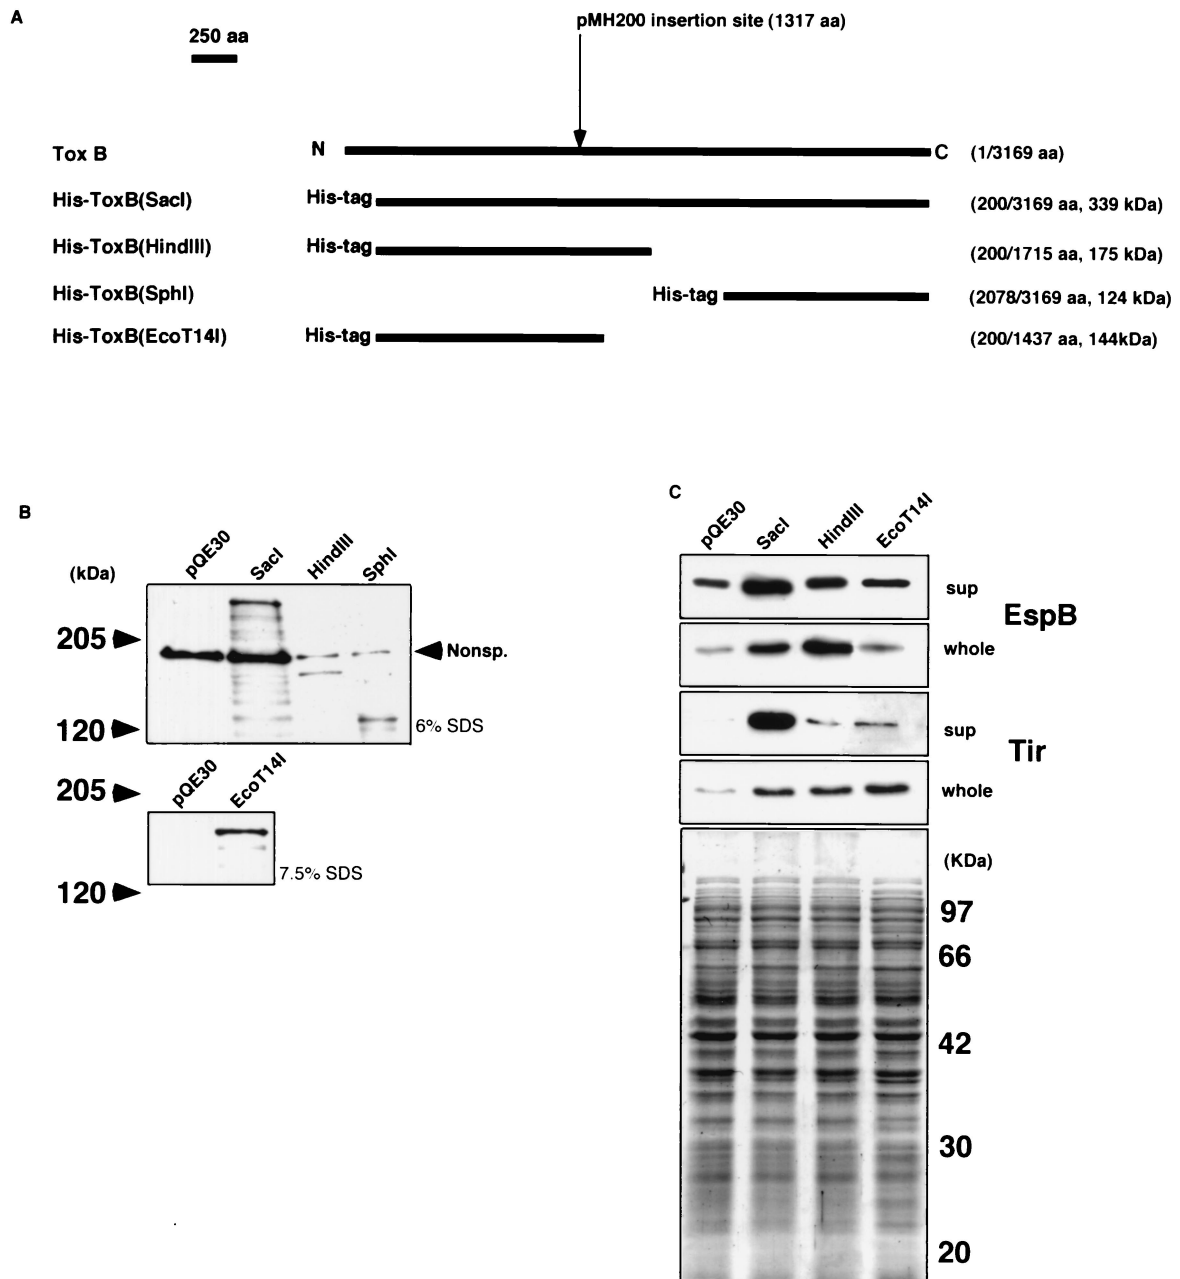 A
250 aa
pMH200 insertion site (1317 aa)
Tox B N C (1/3169 aa)
His-ToxB(SacI) His-tag (200/3169 aa, 339 kDa)
His-ToxB(HindIII) His-tag (200/1715 aa, 175 kDa)
His-ToxB(SphI) His-tag (2078/3169 aa, 124 kDa)
His-ToxB(EcoT14I) His-tag (200/1437 aa, 144kDa)
B
(kDa) pQE30 SacI HindIII SphI
205
Nonsp.
120
6% SDS
205
pQE30 EcoT14I
7.5% SDS
120
C
pQE30 SacI HindIII EcoT14I
sup
EspB
whole
sup
Tir
whole
(KDa)
97
66
42
30
20